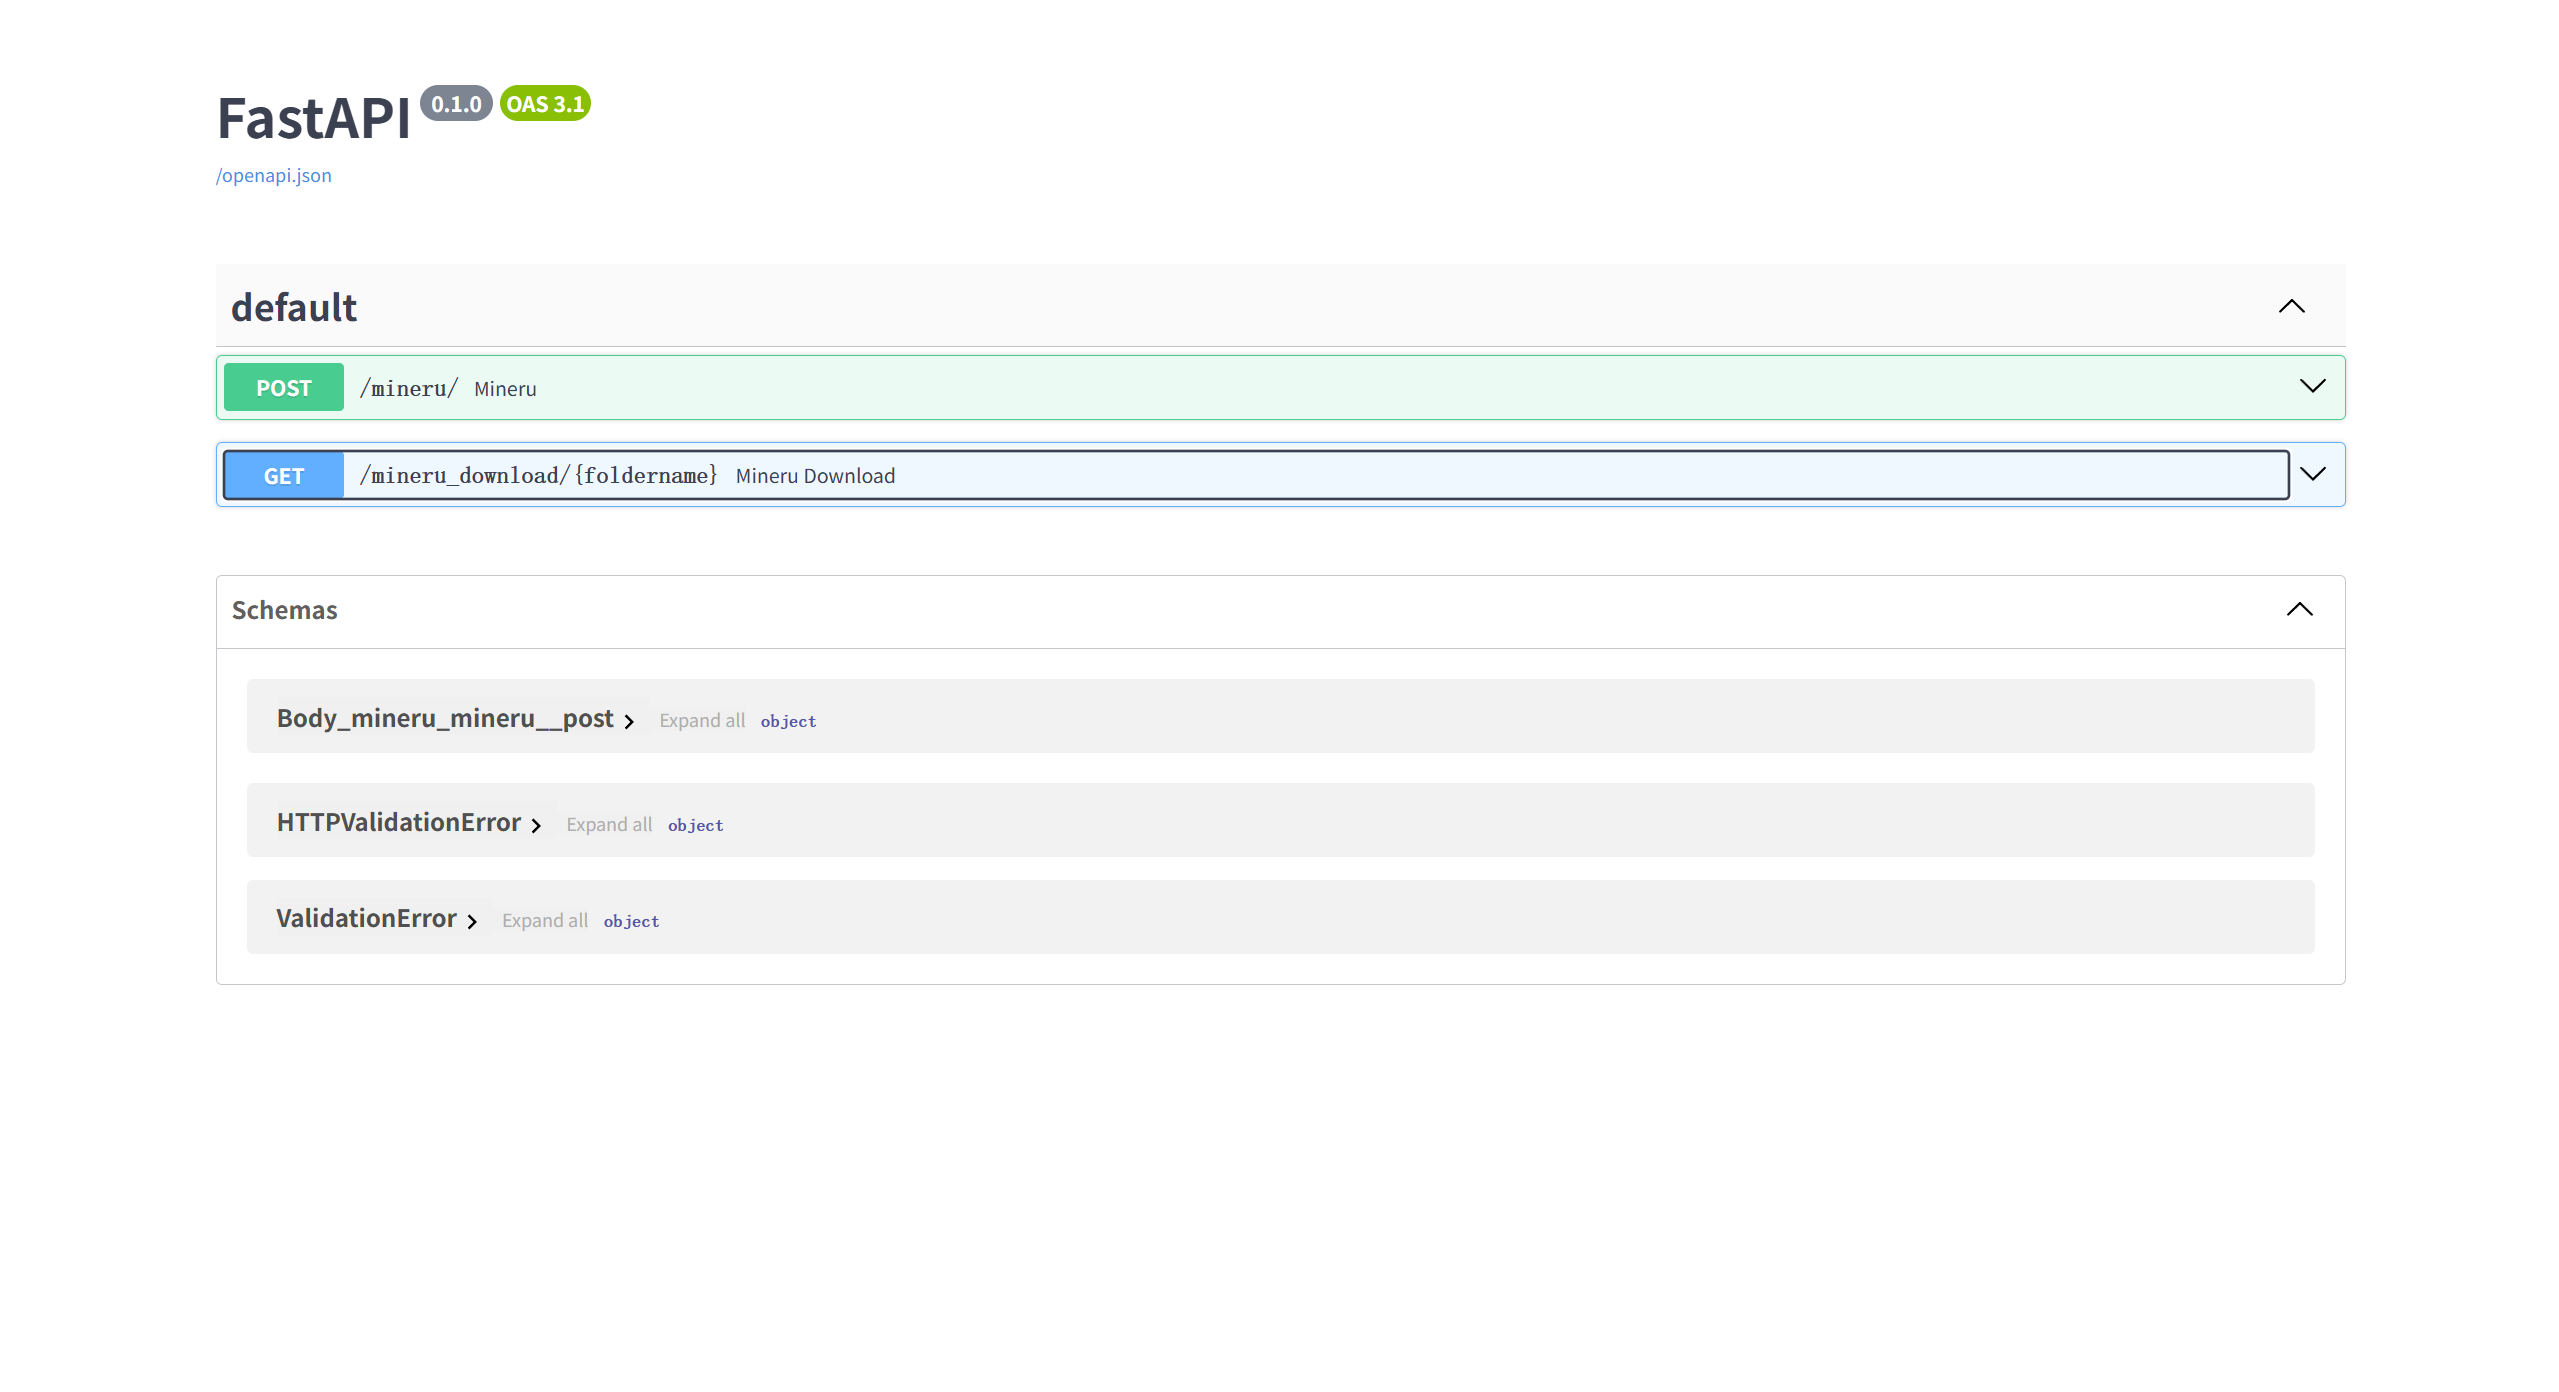 FastAPI 0.1.0 OAS 3.1
/openapi.json
default
POST /mineru/ Mineru
GET /mineru_download/{foldername} Mineru Download
Schemas
Body_mineru_mineru__post Expand all object
HTTPValidationError Expand all object
ValidationError Expand all object